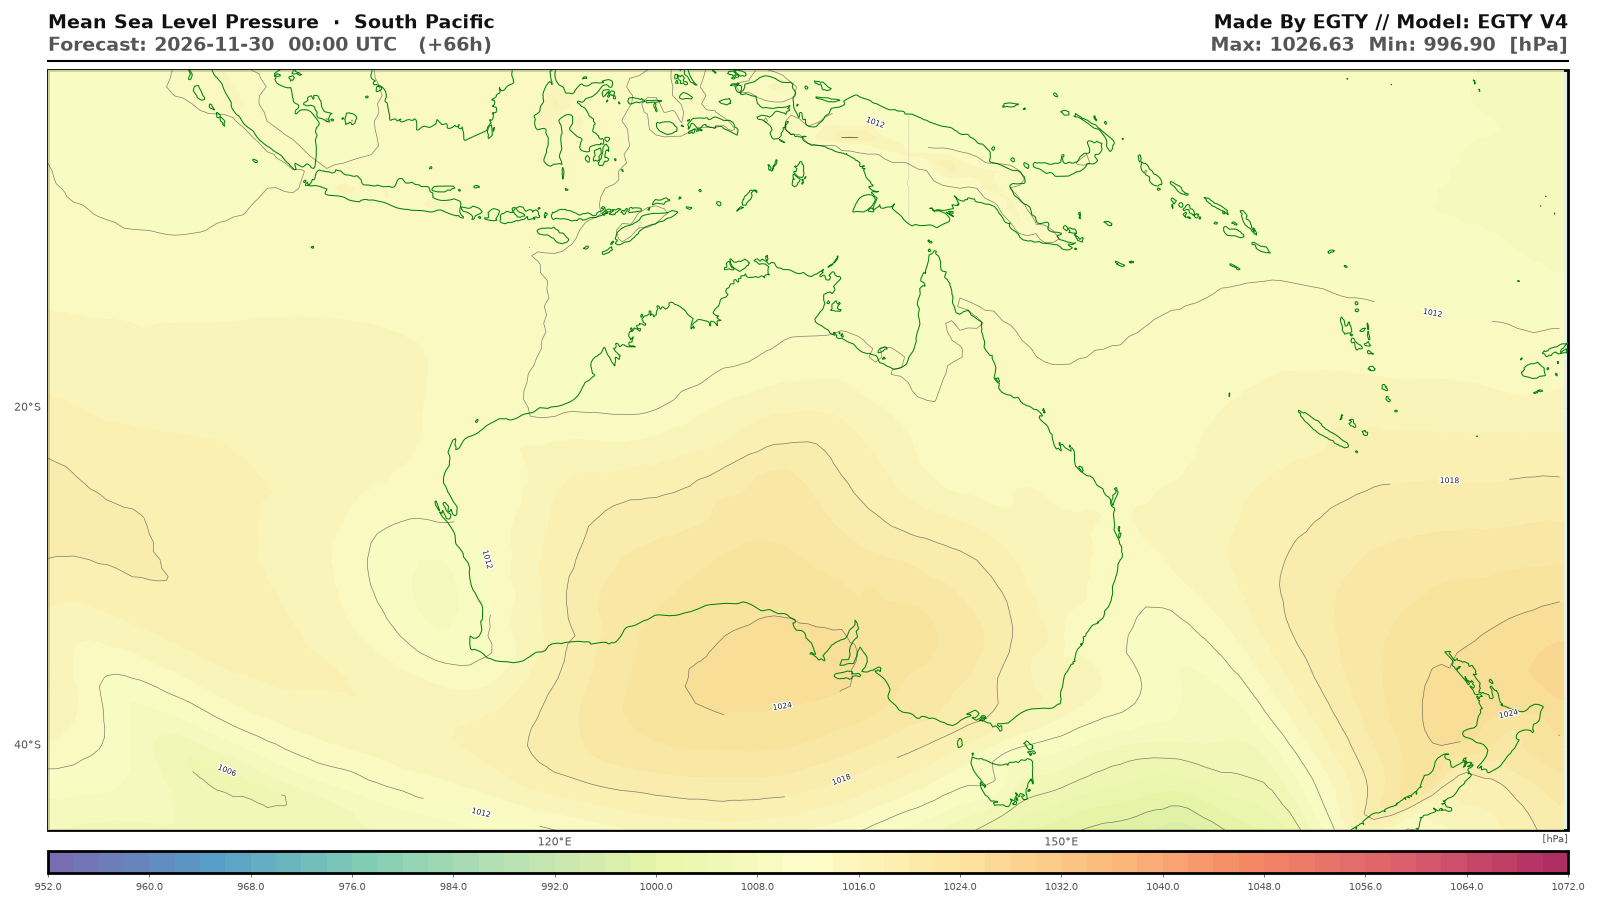 Mean Sea Level Pressure · South Pacific
Made By EGTY // Model: EGTY V4
Forecast: 2026-11-30 00:00 UTC (+66h)
Max: 1026.63 Min: 996.90 [hPa]
1012
1012
1018
1012
1024
1024
1018
1006
1012
20°S
40°S
120°E
150°E
[hPa]
952.0 960.0 968.0 976.0 984.0 992.0 1000.0 1008.0 1016.0 1024.0 1032.0 1040.0 1048.0 1056.0 1064.0 1072.0